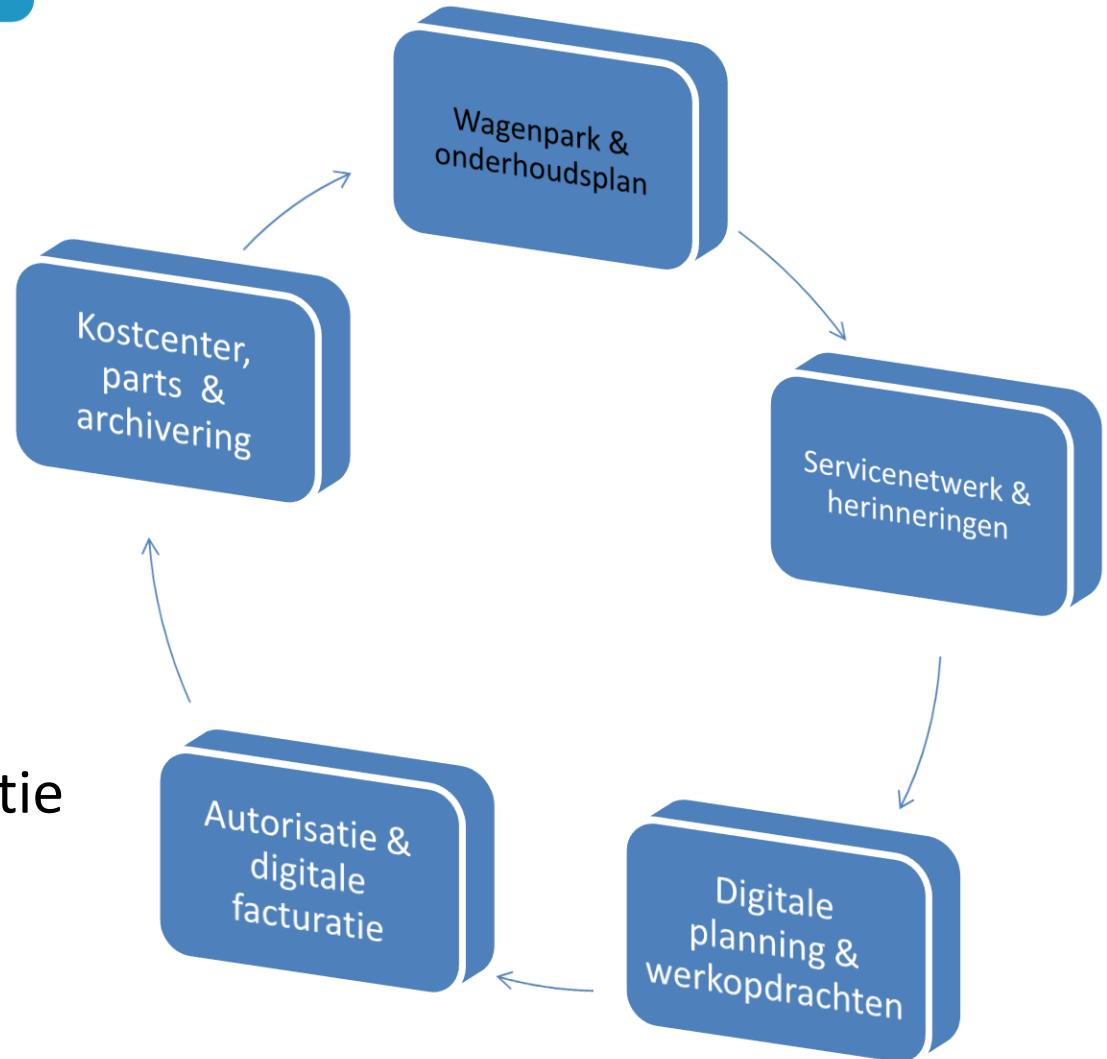 Wagenpark &
onderhoudsplan
Kostcenter,
parts &
archivering
Servicenetwerk &
herinneringen
tie
Autorisatie &
digitale
facturatie
Digitale
planning &
werkopdrachten